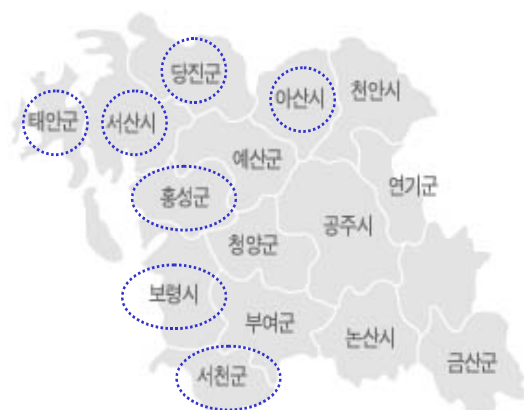 당진군
아산시
천안시
태안군
서산시
예산군
연기군
홍성군
공주시
청양군
보령시
부여군
논산시
금산군
서천군